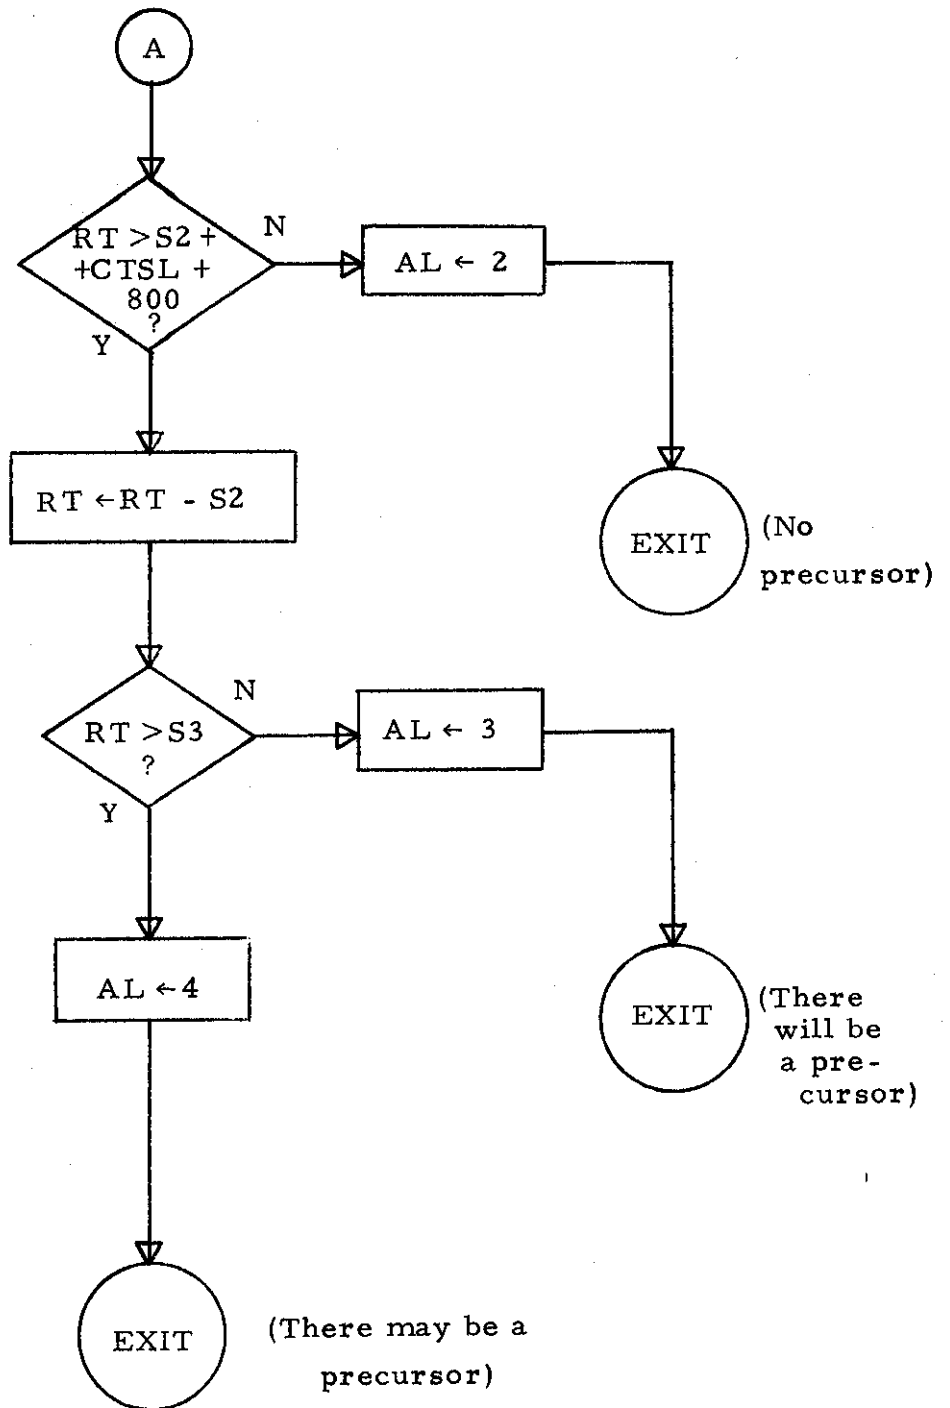 A
RT >S2 +
+CTSL +
800
?
N
Y
AL ← 2
EXIT
(No
precursor)
RT ←RT - S2
RT >S3
?
N
Y
AL ← 3
EXIT
(There
will be
a pre-
cursor)
AL ←4
EXIT
(There may be a
precursor)